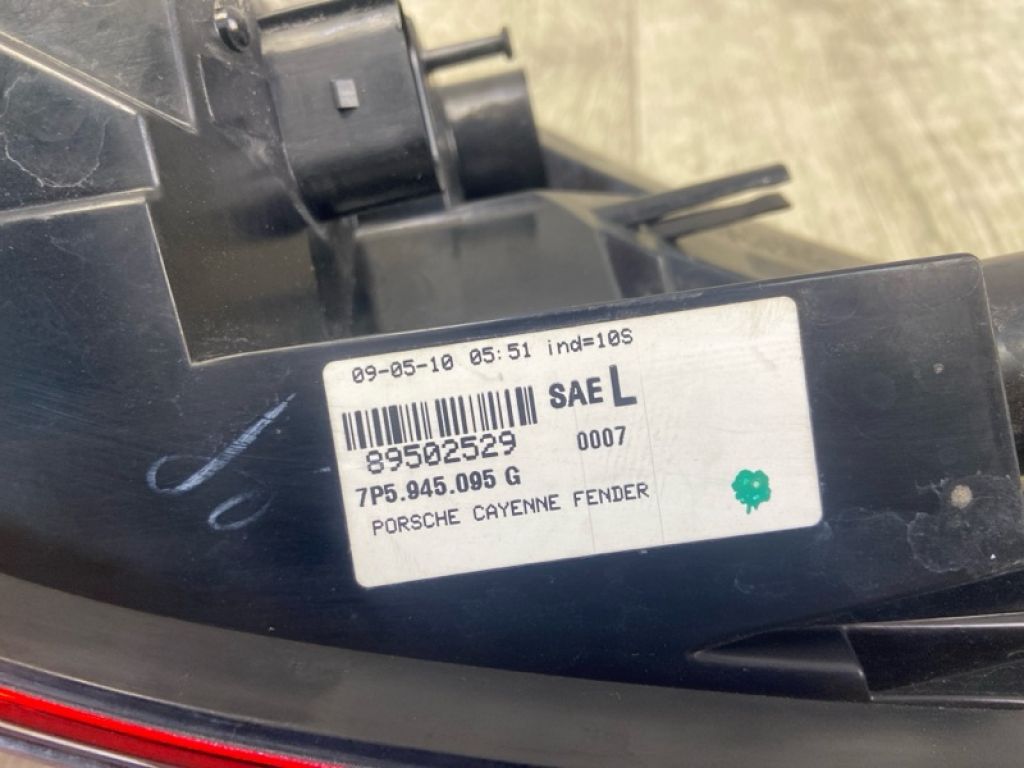 09-05-10 05:51 ind=10S
SAE L
89502529 0007
7P5.945.095 G
PORSCHE CAYENNE FENDER